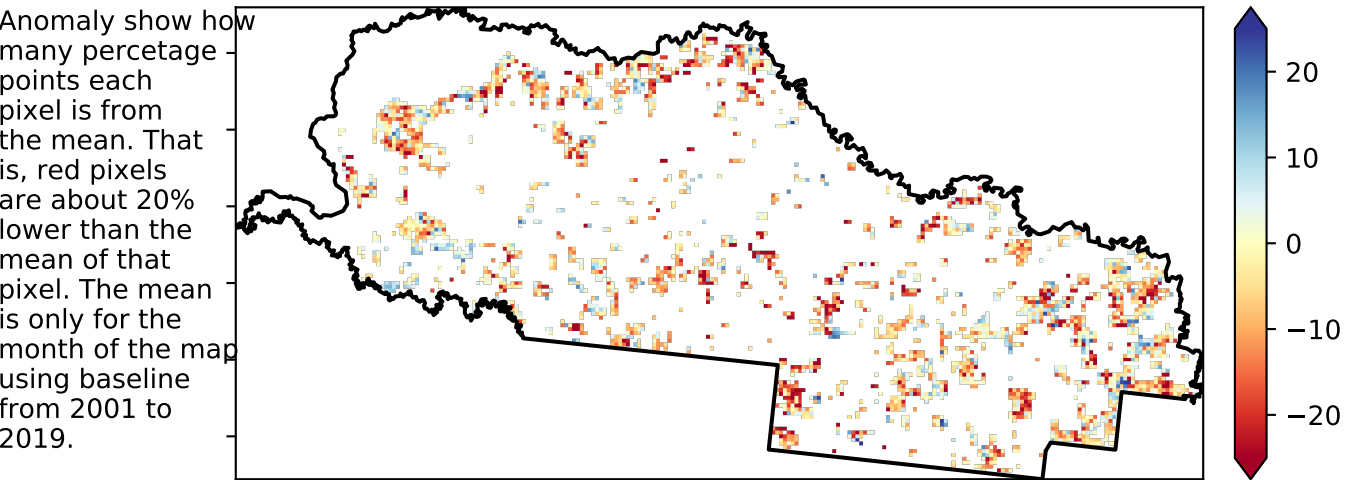 Anomaly show how
many percetage
points each
pixel is from
the mean. That
is, red pixels
are about 20%
lower than the
mean of that
pixel. The mean
is only for the
month of the map
using baseline
from 2001 to
2019.
20
10
0
−10
−20